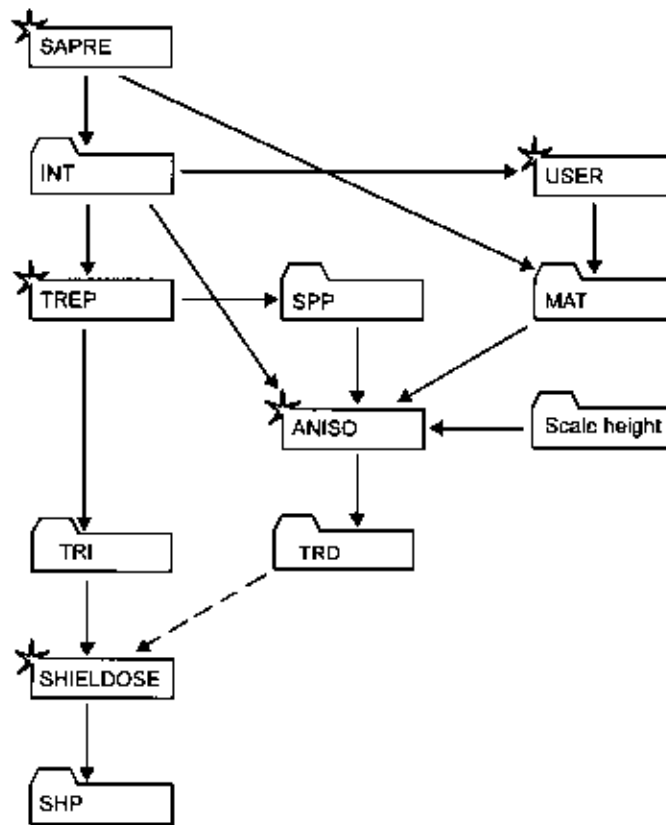 SAPRE
INT
USER
TREP
SPP
MAT
ANISO
Scale height
TRI
TRD
SHIELDOSE
SHP